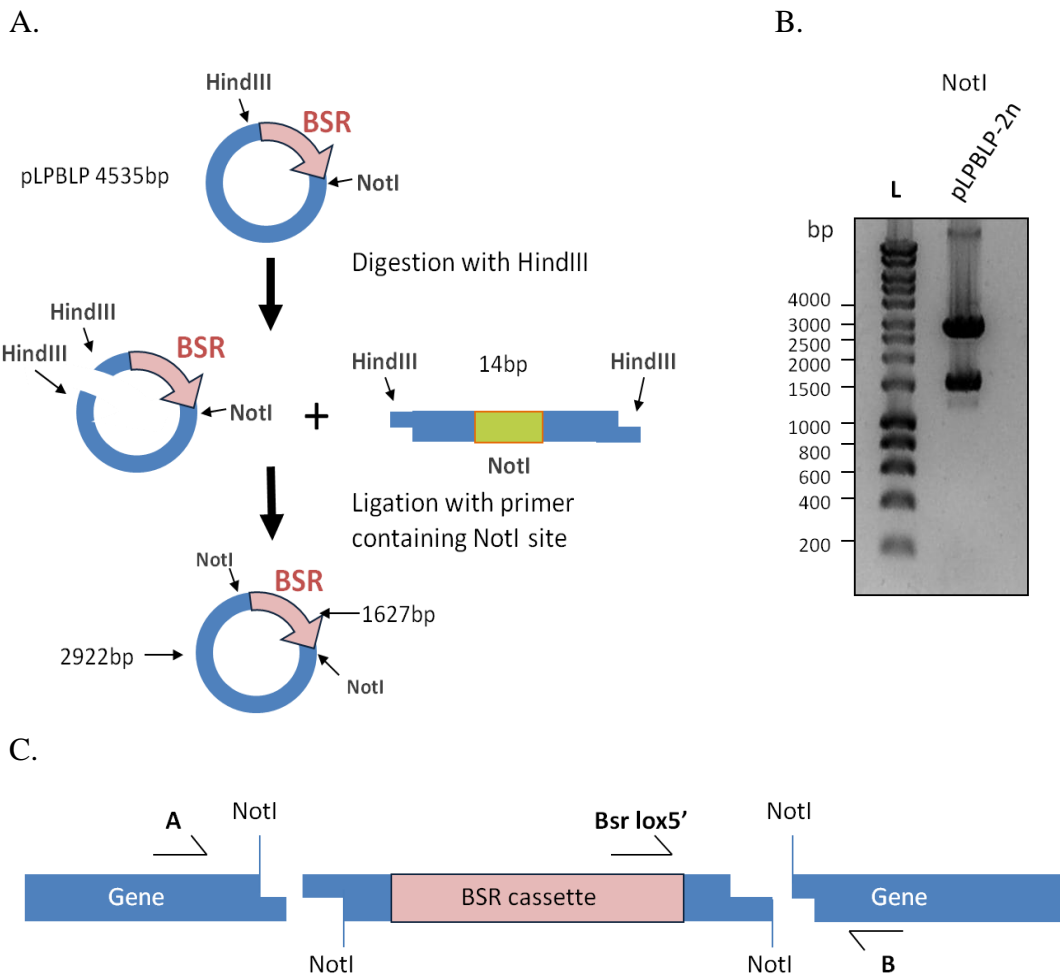 A.
HindIII
BSR
pLPBLP 4535bp
NotI
Digestion with HindIII
HindIII
HindIII
BSR
NotI
+
HindIII
14bp
HindIII
NotI
Ligation with primer
containing NotI site
NotI
BSR
1627bp
2922bp
NotI
B.
NotI
pLPBLP-2n
L
bp
4000
3000
2500
2000
1500
1000
800
600
400
200
C.
A
NotI
Bsr lox5’
NotI
Gene
BSR cassette
Gene
NotI
NotI
B